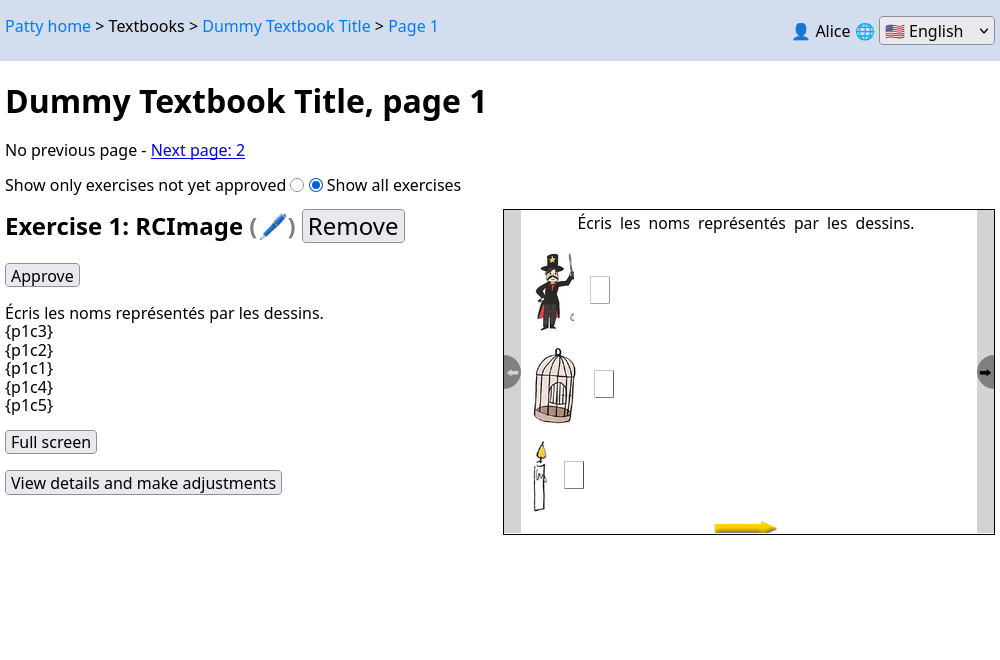 Patty home > Textbooks > Dummy Textbook Title > Page 1
👤 Alice 🌐 🇺🇸 English
Dummy Textbook Title, page 1
No previous page - Next page: 2
Show only exercises not yet approved Show all exercises
Exercise 1: RCImage (🖊️) Remove
Approve
Écris les noms représentés par les dessins.
{p1c3}
{p1c2}
{p1c1}
{p1c4}
{p1c5}
Full screen
View details and make adjustments
Écris les noms représentés par les dessins.